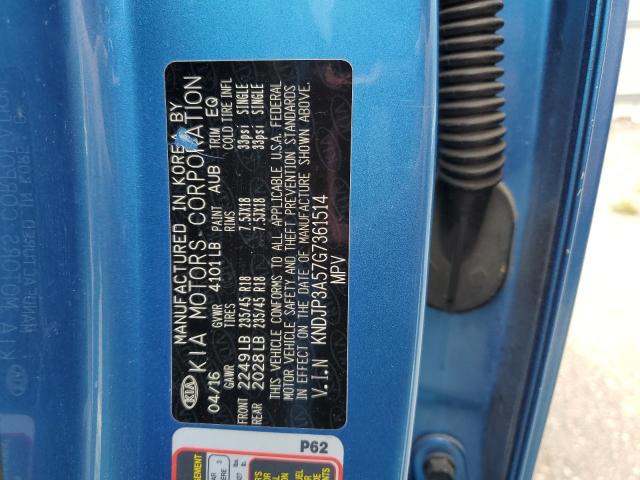 MANUFACTURED IN KOREA BY
KIA KIA MOTORS CORPORATION
04/16 GVWR 4101LB PAINT AUB TRIM EQ
GAWR TIRES RIMS COLD TIRE INFL
FRONT 2249LB 235/45 R18 7.5JX18 33psi SINGLE
REAR 2028LB 235/45 R18 7.5JX18 33psi SINGLE
THIS VEHICLE CONFORMS TO ALL APPLICABLE U.S.A. FEDERAL
MOTOR VEHICLE SAFETY AND THEFT PREVENTION STANDARDS
IN EFFECT ON THE DATE OF MANUFACTURE SHOWN ABOVE.
V.I.N KNDJP3A57G7361514
MPV
P62